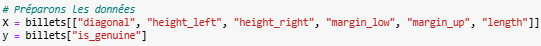 # Préparons les données
X = billets[["diagonal", "height_left", "height_right", "margin_low", "margin_up", "length"]]
y = billets["is_genuine"]